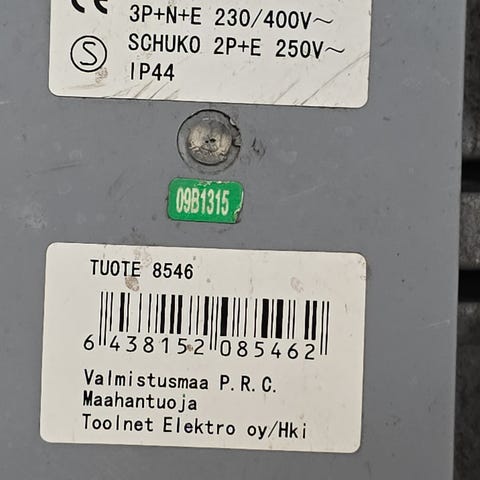 CE
3P+N+E 230/400V~
S SCHUKO 2P+E 250V~
IP44
09B1315
TUOTE 8546
6 438152 085462
Valmistusmaa P.R.C.
Maahantuoja
Toolnet Elektro oy/Hki